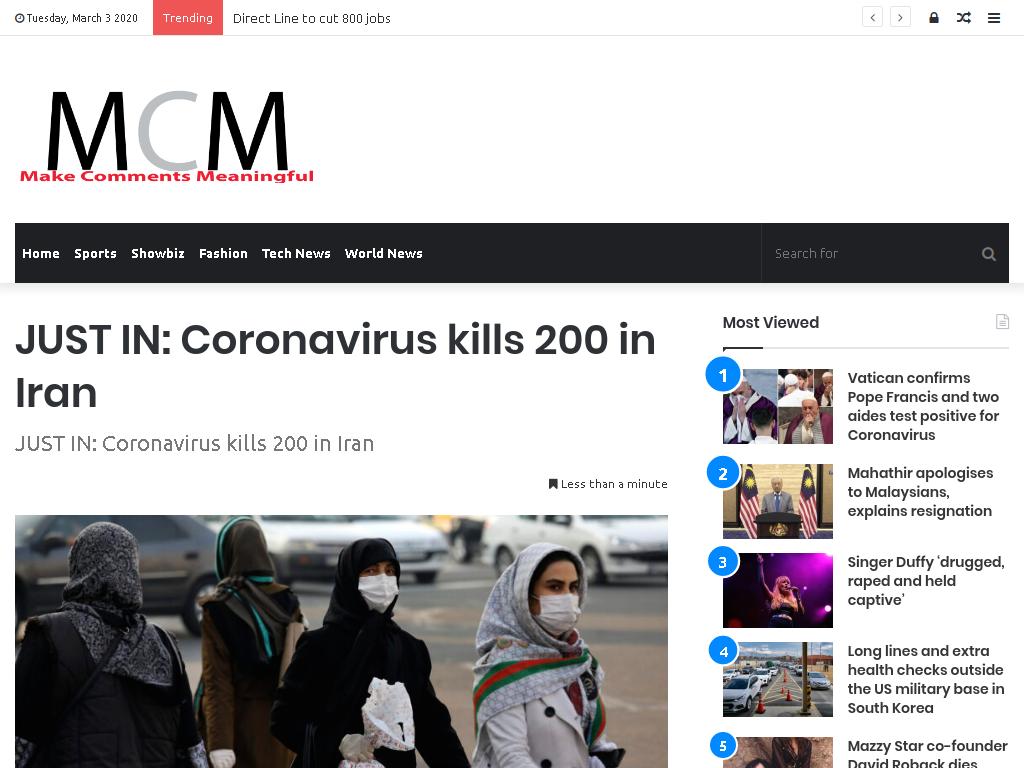 Tuesday, March 3 2020
Trending
Direct Line to cut 800 jobs
MCM
Make Comments Meaningful
Home Sports Showbiz Fashion Tech News World News
Search for
JUST IN: Coronavirus kills 200 in
Iran
JUST IN: Coronavirus kills 200 in Iran
Less than a minute
Most Viewed
1
Vatican confirms
Pope Francis and two
aides test positive for
Coronavirus
2
Mahathir apologises
to Malaysians,
explains resignation
3
Singer Duffy ‘drugged,
raped and held
captive’
4
Long lines and extra
health checks outside
the US military base in
South Korea
5
Mazzy Star co-founder
David Roback dies